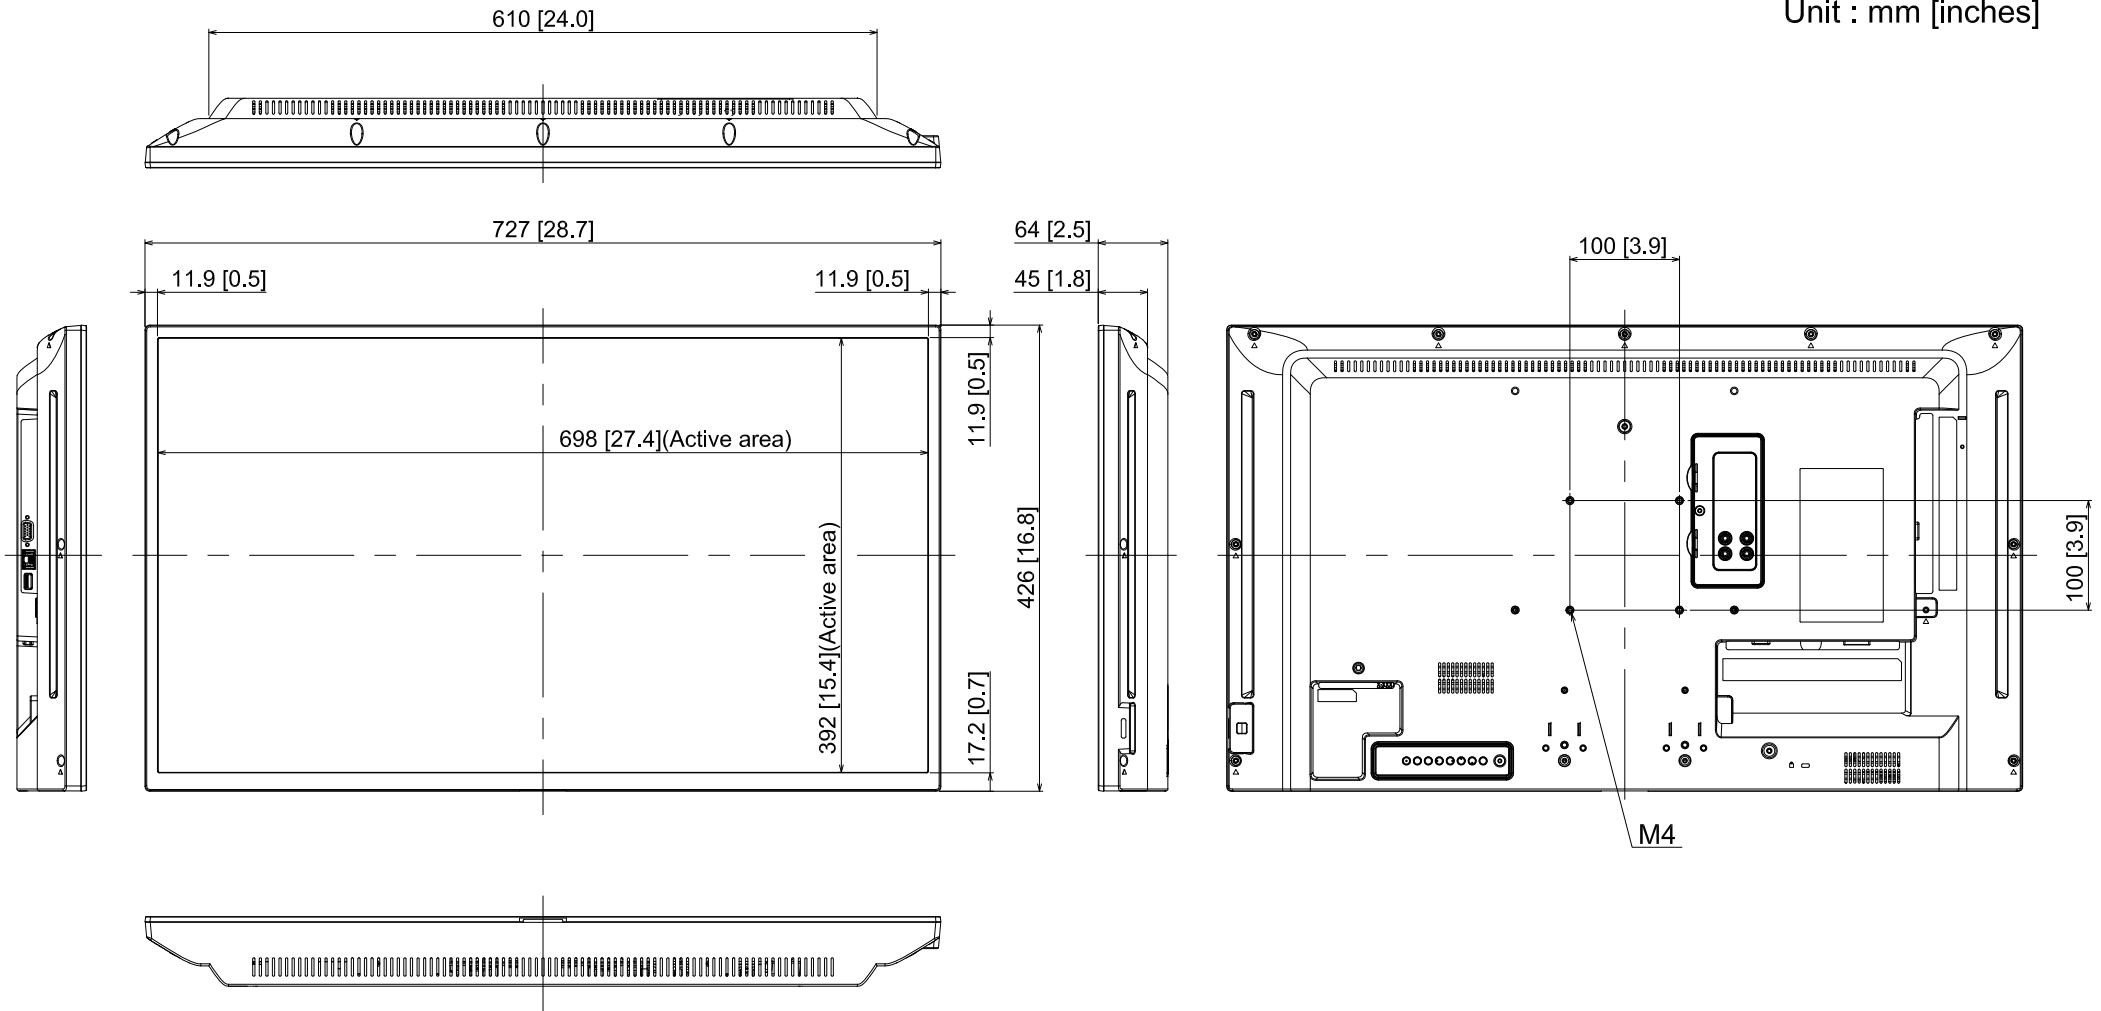 Unit : mm [inches]
610 [24.0]
727 [28.7]
11.9 [0.5]
11.9 [0.5]
64 [2.5]
45 [1.8]
100 [3.9]
11.9 [0.5]
698 [27.4](Active area)
392 [15.4](Active area)
426 [16.8]
17.2 [0.7]
100 [3.9]
M4